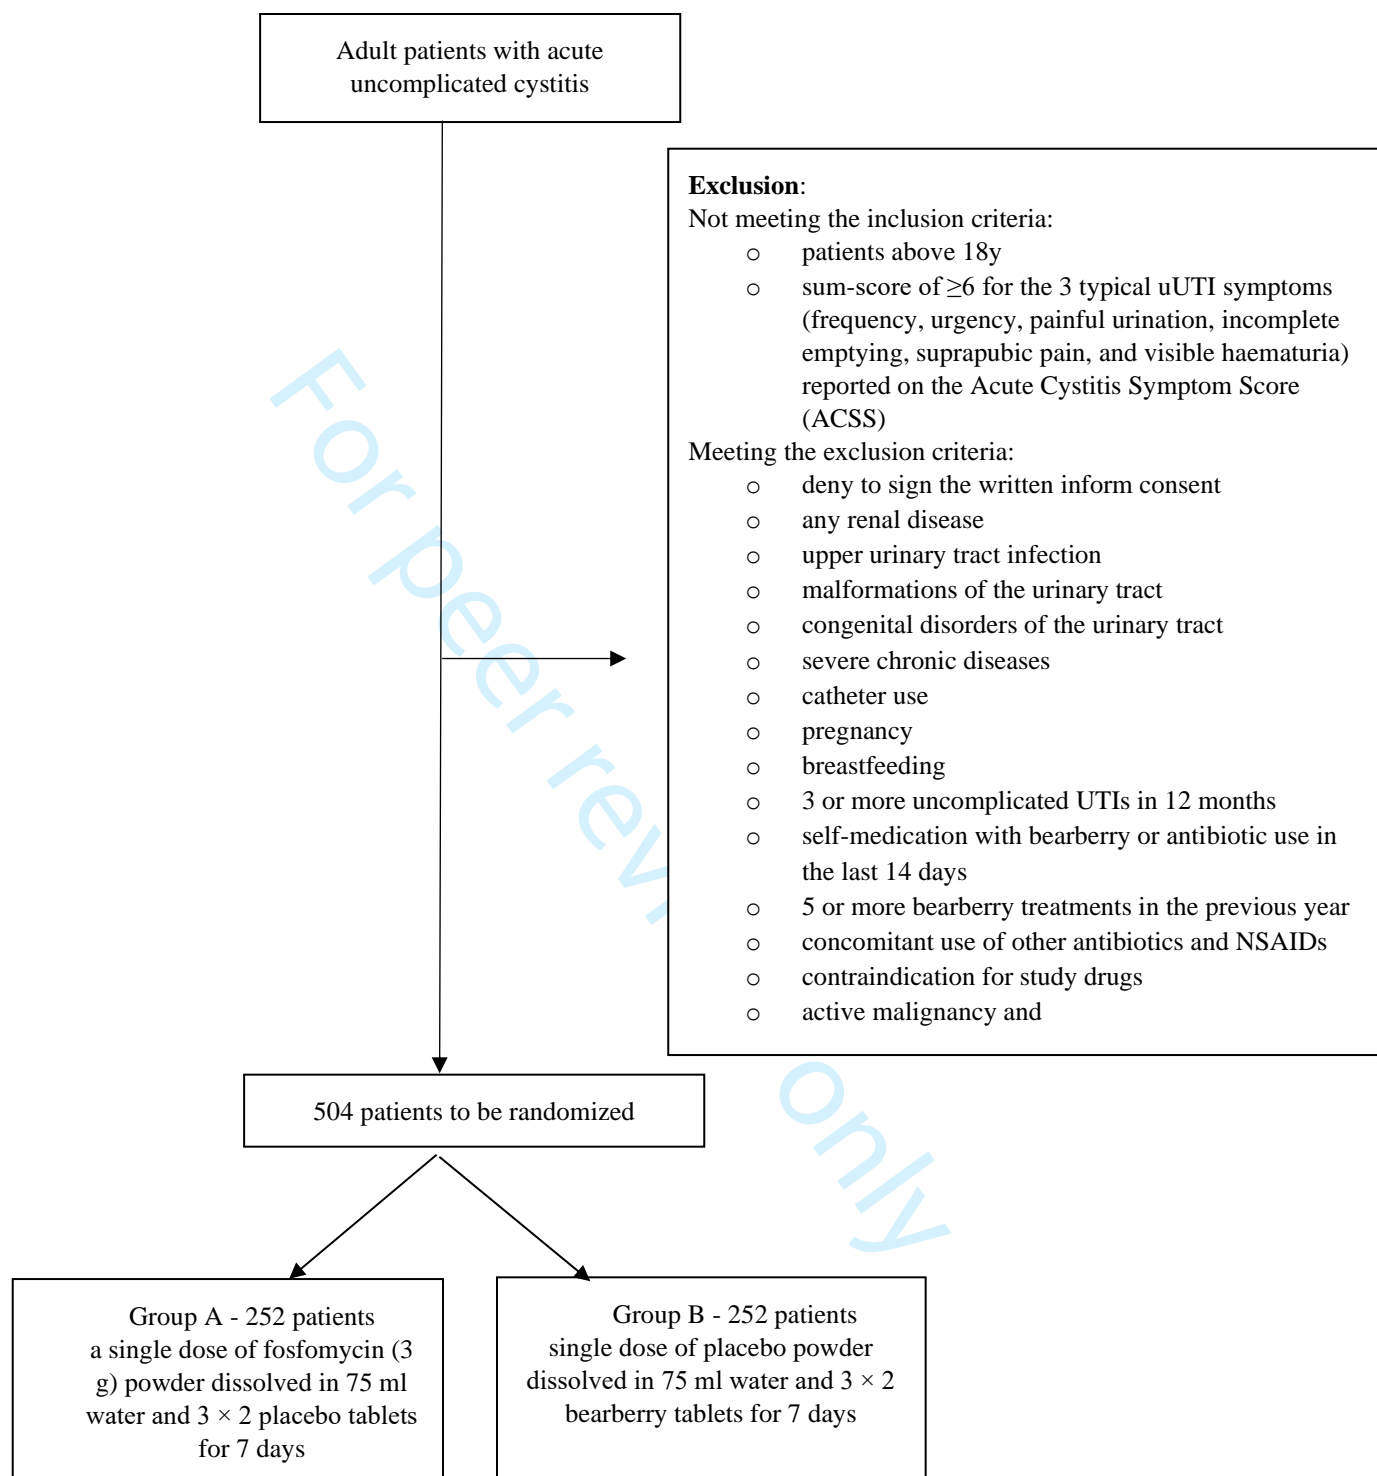 Adult patients with acute
uncomplicated cystitis
Exclusion:
Not meeting the inclusion criteria:
o patients above 18y
o sum-score of ≥6 for the 3 typical uUTI symptoms
(frequency, urgency, painful urination, incomplete
emptying, suprapubic pain, and visible haematuria)
reported on the Acute Cystitis Symptom Score
(ACSS)
Meeting the exclusion criteria:
o deny to sign the written inform consent
o any renal disease
o upper urinary tract infection
o malformations of the urinary tract
o congenital disorders of the urinary tract
o severe chronic diseases
o catheter use
o pregnancy
o breastfeeding
o 3 or more uncomplicated UTIs in 12 months
o self-medication with bearberry or antibiotic use in
the last 14 days
o 5 or more bearberry treatments in the previous year
o concomitant use of other antibiotics and NSAIDs
o contraindication for study drugs
o active malignancy and
For peer revi only
504 patients to be randomized
Group A - 252 patients
a single dose of fosfomycin (3
g) powder dissolved in 75 ml
water and 3 × 2 placebo tablets
for 7 days
Group B - 252 patients
single dose of placebo powder
dissolved in 75 ml water and 3 × 2
bearberry tablets for 7 days